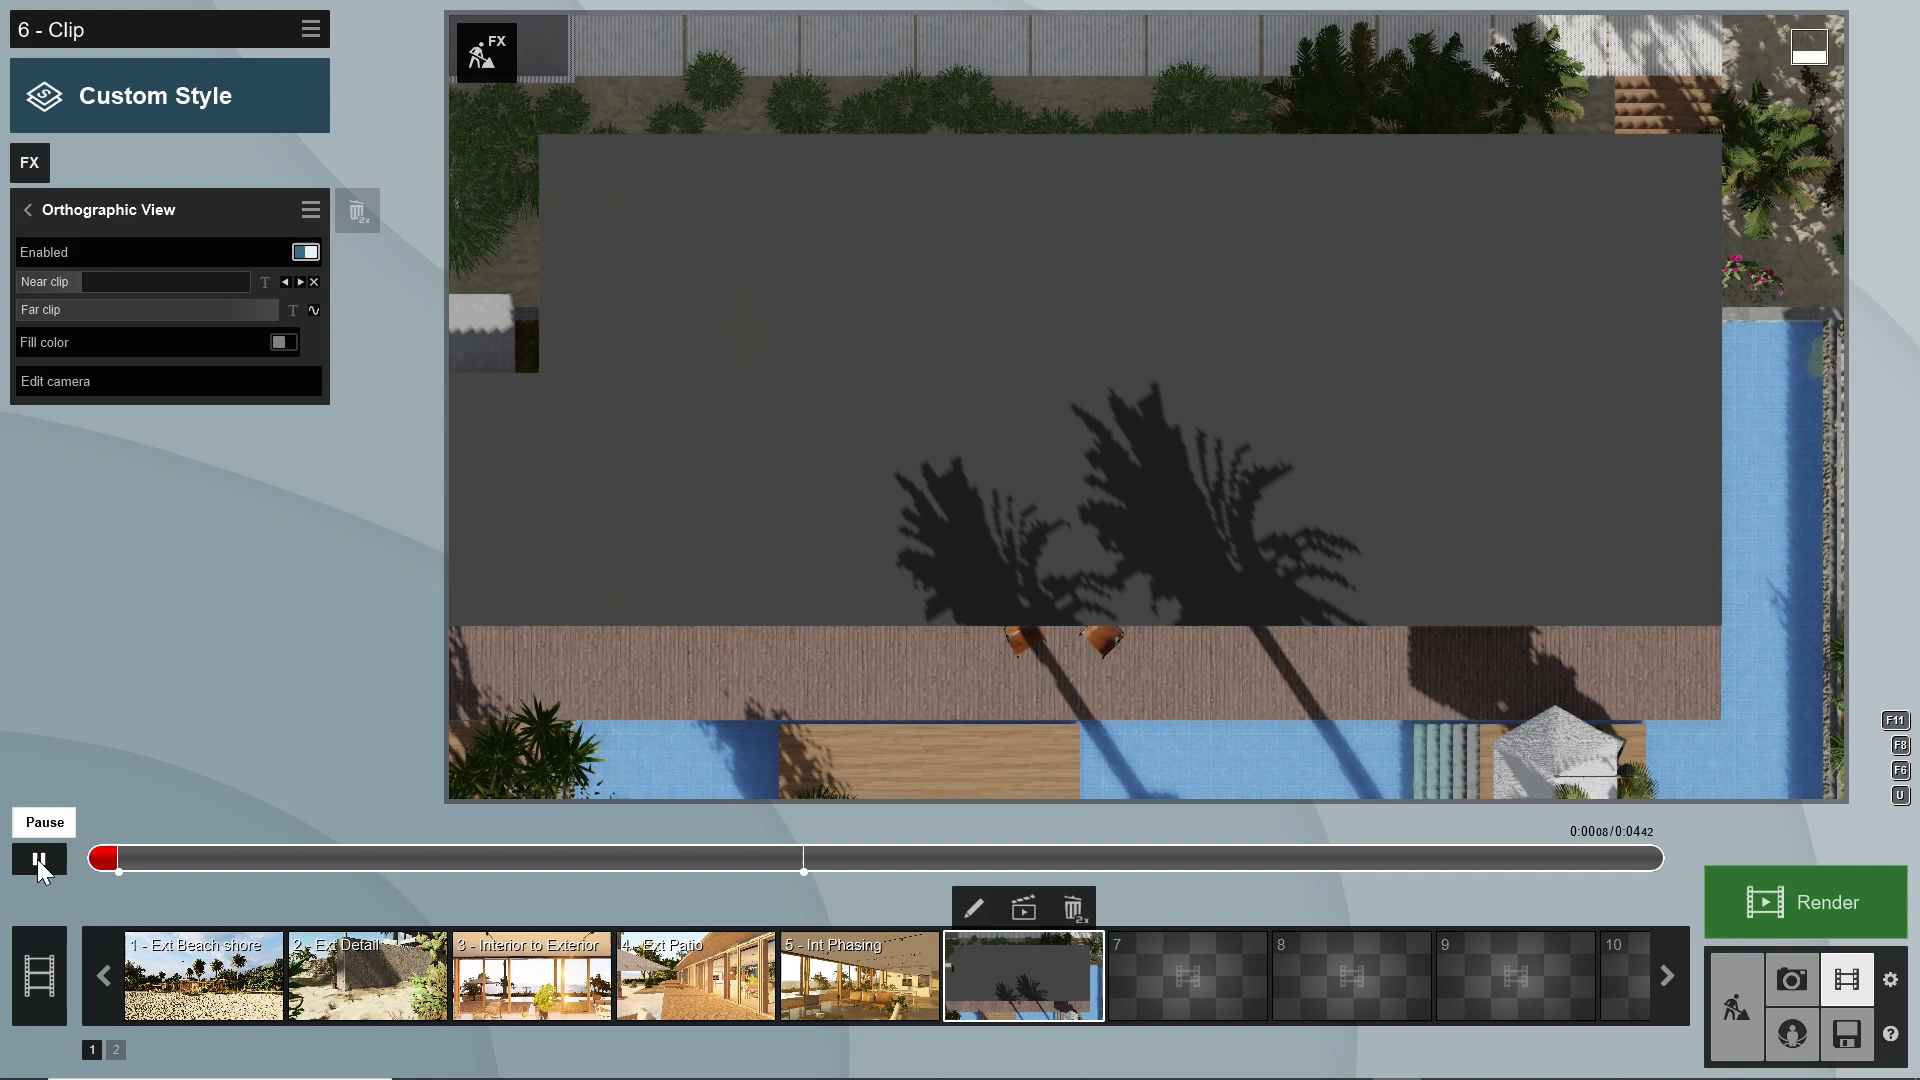 6 - Clip
FX
Custom Style
FX
Orthographic View
2x
Enabled
Near clip
T
Far clip
T
Fill color
Edit camera
F11
F8
F6
U
Pause
0:0008/0:0442
Render
2x
1 - Ext Beach shore
2 - Ext Detail
3 - Interior to Exterior
4 - Ext Patio
5 - Int Phasing
7
8
9
10
1
2